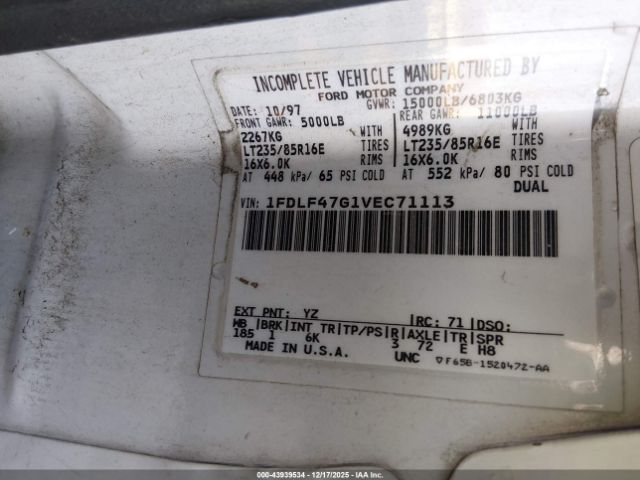 INCOMPLETE VEHICLE MANUFACTURED BY
FORD MOTOR COMPANY
DATE: 10/97 GVWR: 15000LB/6803KG
FRONT GAWR: 5000LB REAR GAWR: 11000LB
2267KG WITH 4989KG WITH
LT235/85R16E TIRES LT235/85R16E TIRES
16X6.0K RIMS 16X6.0K RIMS
AT 448 kPa/ 65 PSI COLD AT 552 kPa/ 80 PSI COLD
DUAL
VIN: 1FDLF47G1VEC71113
EXT PNT: YZ |RC: 71 |DSO:
WB |BRK|INT TR|TP/PS|R|AXLE|TR|SPR
185 1 6K 3 72 E H8
MADE IN U.S.A. UNC ▽F65B-1520472-AA
000-43939534 - 12/17/2025 - IAAI.COM